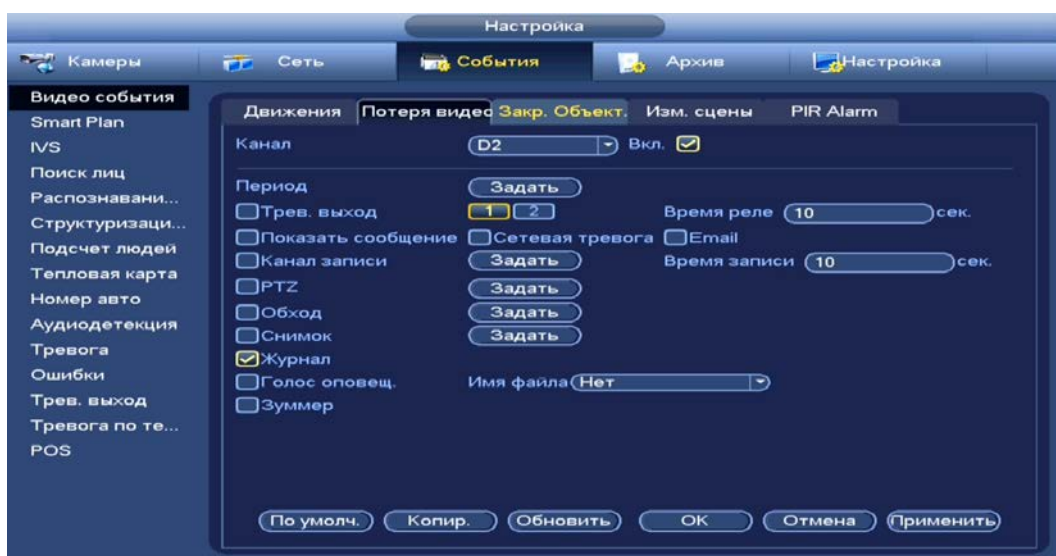 Настройка
Камеры Сеть События Архив Настройка
Видео события
Smart Plan
IVS
Поиск лиц
Распознавани...
Структуризаци...
Подсчет людей
Тепловая карта
Номер авто
Аудиодетекция
Тревога
Ошибки
Трев. выход
Тревога по те...
POS
Движения Потеря видео Закр. Объект. Изм. сцены PIR Alarm
Канал D2 Вкл.
Период Задать
Трев. выход 1 2 Время реле 10 сек.
Показать сообщение Сетевая тревога Email
Канал записи Задать Время записи 10 сек.
PTZ Задать
Обход Задать
Снимок Задать
Журнал
Голос оповещ. Имя файла Нет
Зуммер
По умолч. Копир. Обновить OK Отмена Применить